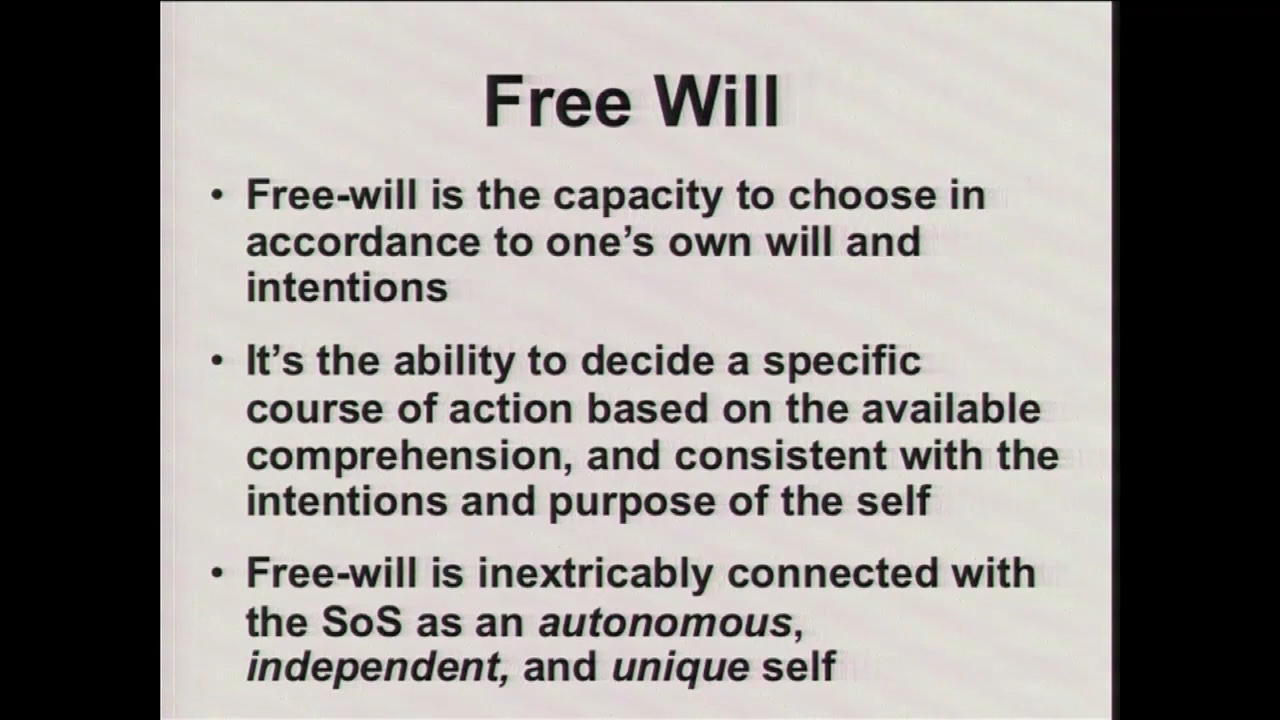 Free Will
• Free-will is the capacity to choose in
accordance to one's own will and
intentions
• It's the ability to decide a specific
course of action based on the available
comprehension, and consistent with the
intentions and purpose of the self
• Free-will is inextricably connected with
the SoS as an autonomous,
independent, and unique self